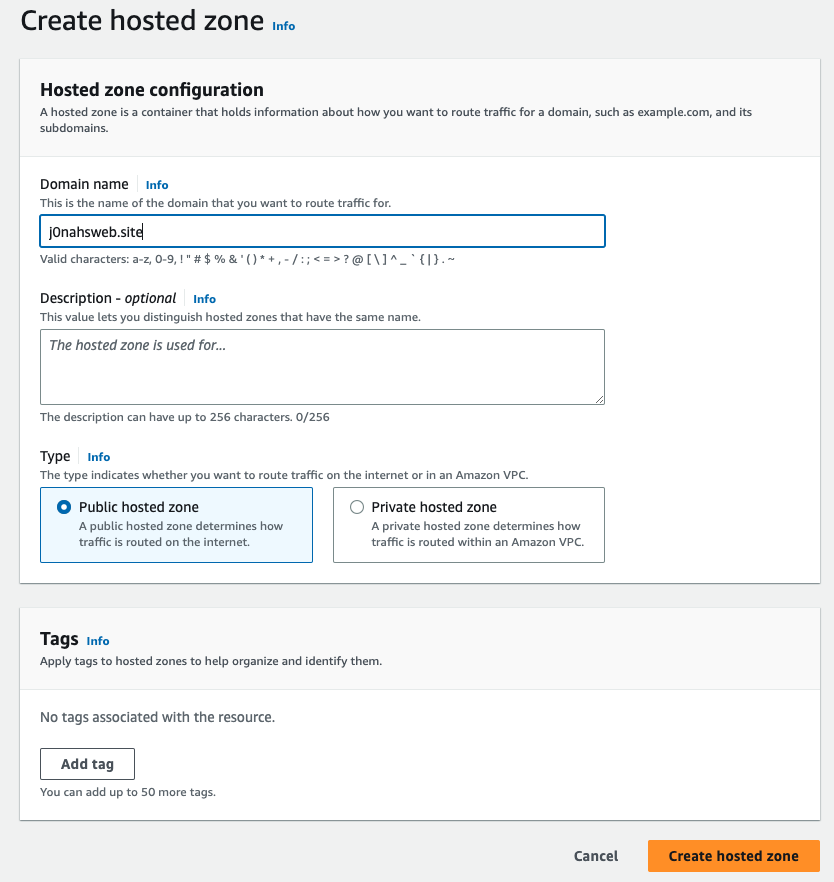 Create hosted zone Info
Hosted zone configuration
A hosted zone is a container that holds information about how you want to route traffic for a domain, such as example.com, and its
subdomains.
Domain name Info
This is the name of the domain that you want to route traffic for.
j0nahsweb.site
Valid characters: a-z, 0-9, ! " # $ % & ' ( ) * + , - / : ; < = > ? @ [ \ ] ^ _ ` { | } . ~
Description - optional Info
This value lets you distinguish hosted zones that have the same name.
The hosted zone is used for...
The description can have up to 256 characters. 0/256
Type Info
The type indicates whether you want to route traffic on the internet or in an Amazon VPC.
Public hosted zone
A public hosted zone determines how
traffic is routed on the internet.
Private hosted zone
A private hosted zone determines how
traffic is routed within an Amazon VPC.
Tags Info
Apply tags to hosted zones to help organize and identify them.
No tags associated with the resource.
Add tag
You can add up to 50 more tags.
Cancel Create hosted zone